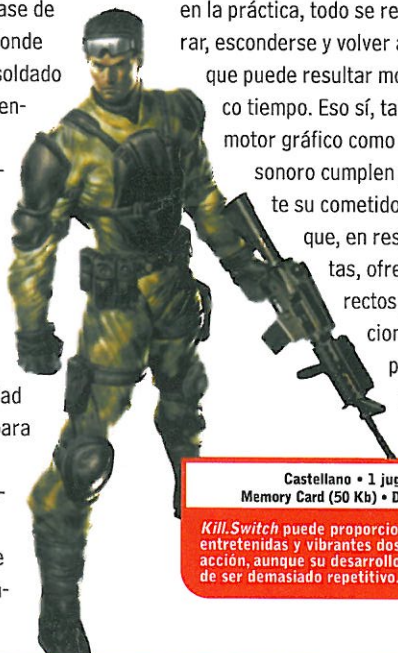 ase de
onde
soldado
en-
-
ad
para
-
e
-
en la práctica, todo se re
rar, esconderse y volver a
que puede resultar mo
co tiempo. Eso sí, ta
motor gráfico como
sonoro cumplen
te su cometido
que, en res
tas, ofre
rectos
cion
p
Castellano • 1 jug
Memory Card (50 Kb) • D
Kill.Switch puede proporcio
entretenidas y vibrantes dos
acción, aunque su desarrollo
de ser demasiado repetitivo.